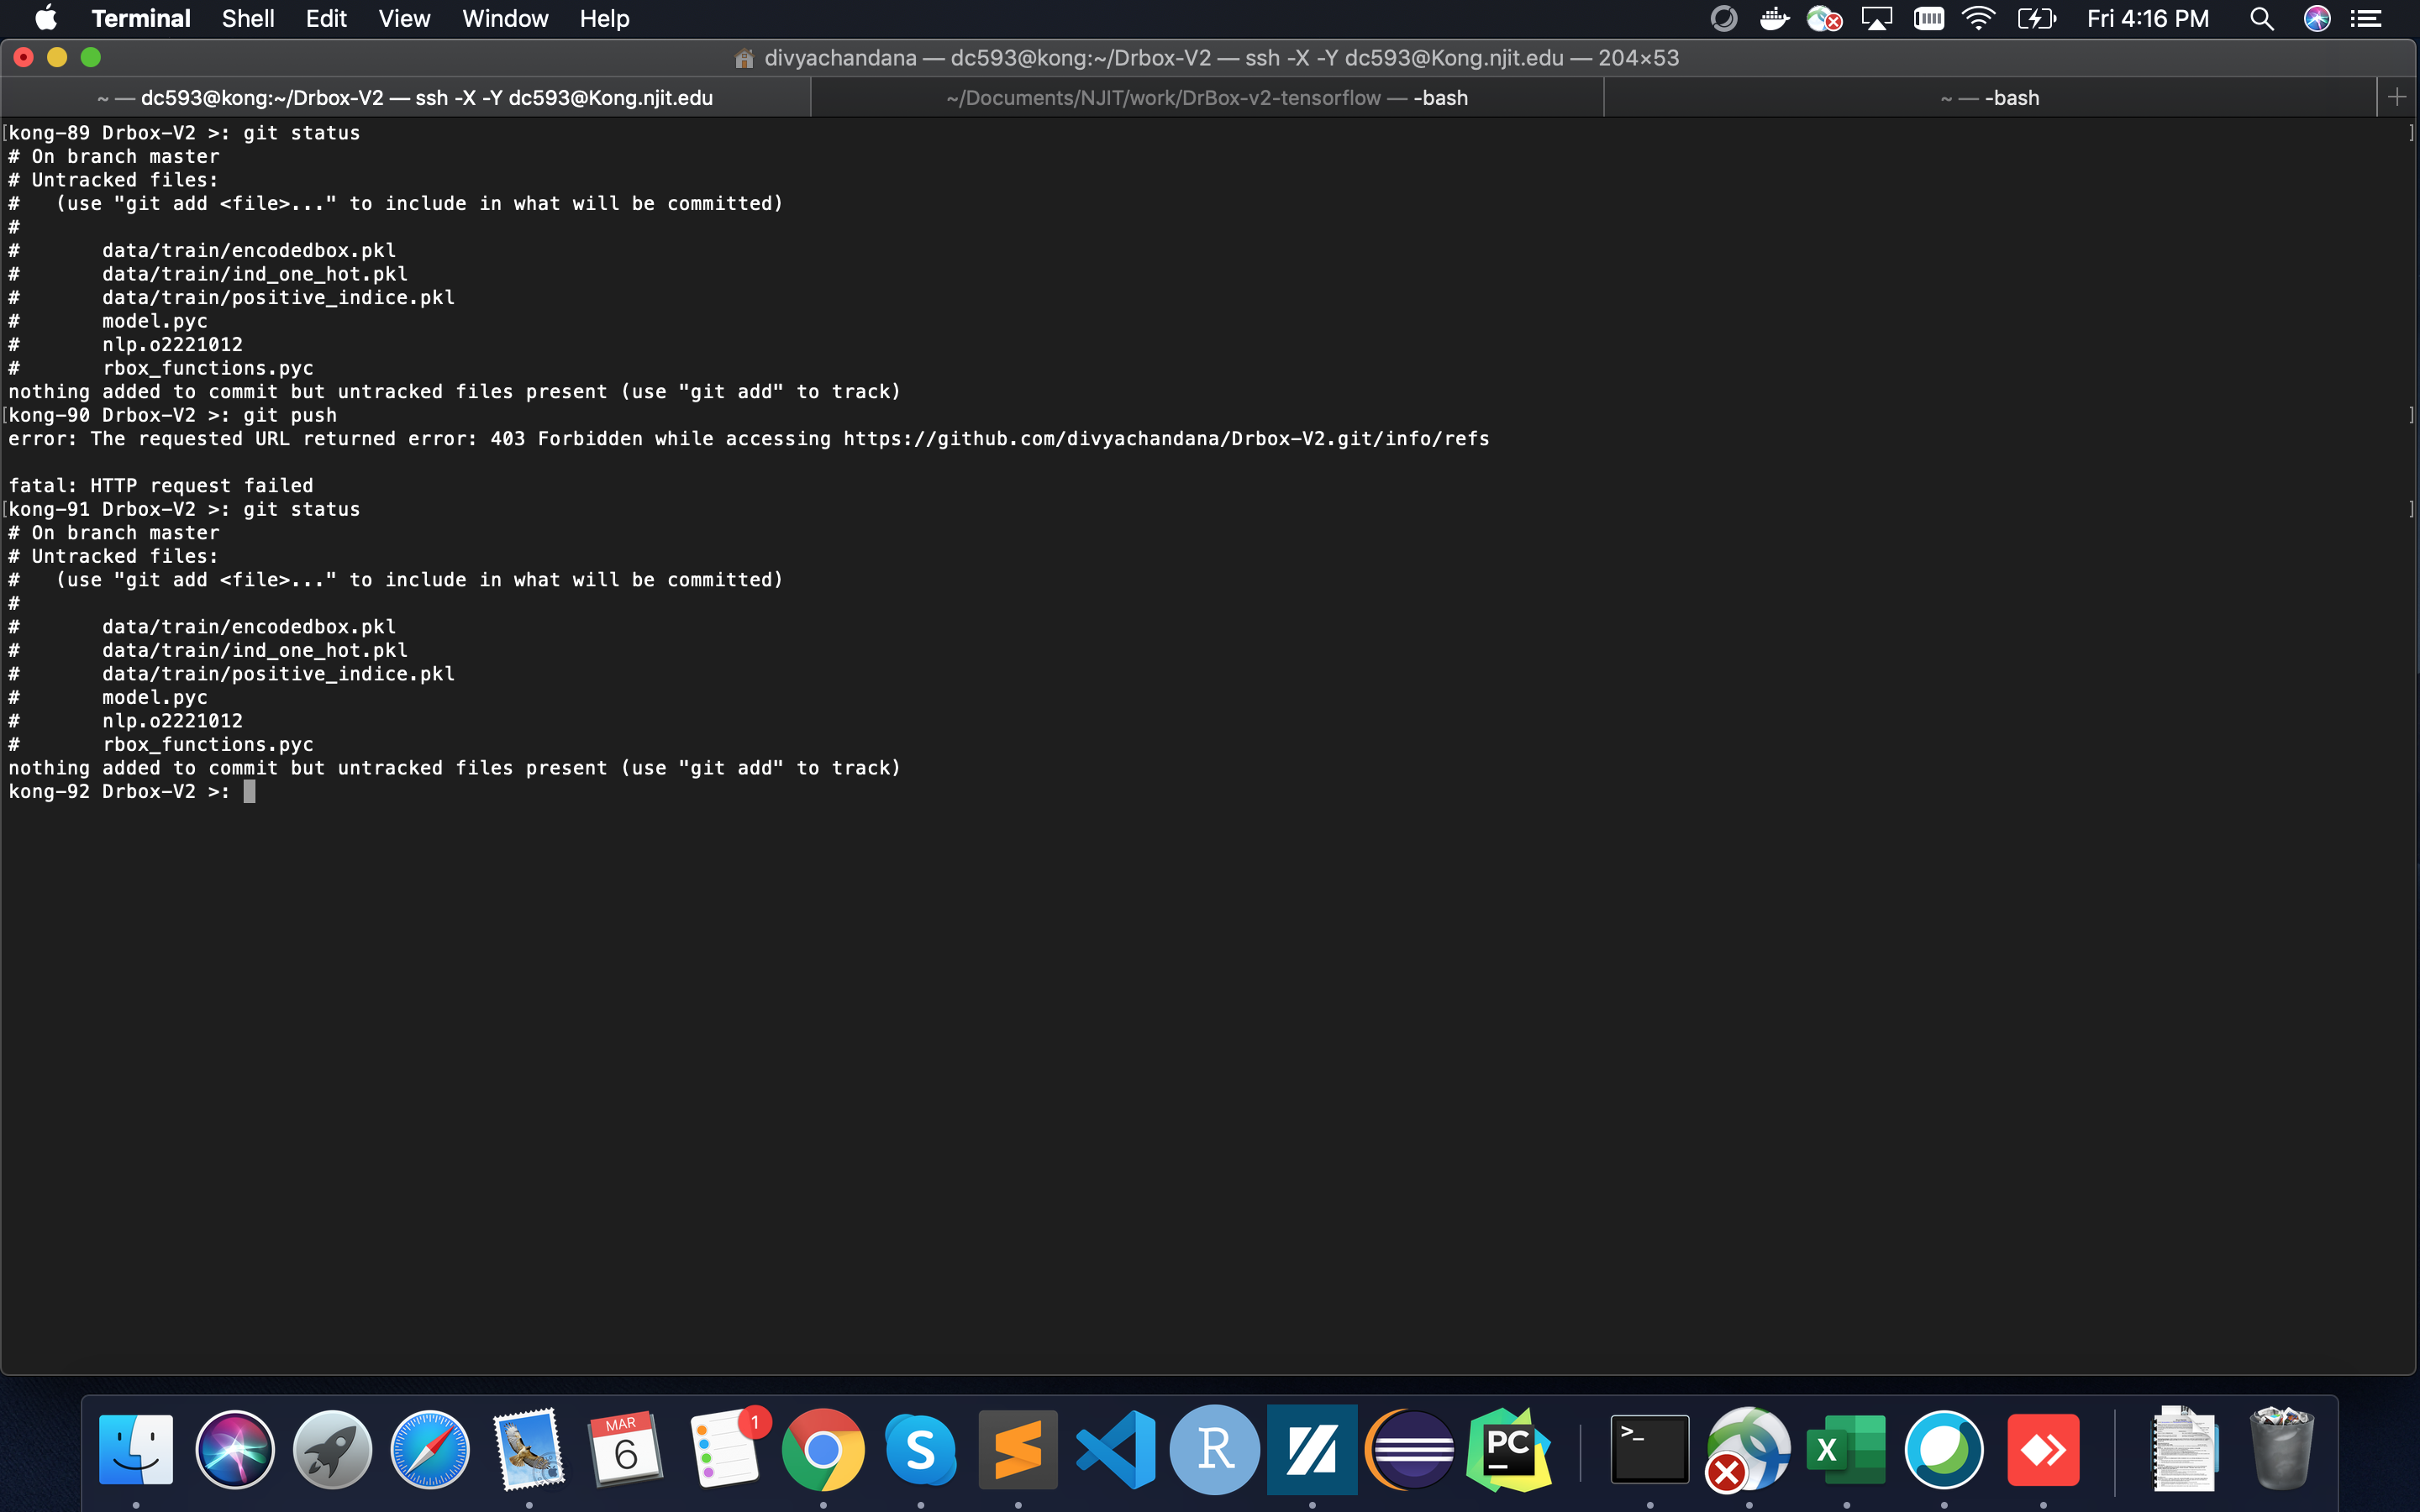 Terminal Shell Edit View Window Help Fri 4:16 PM
divyachandana — dc593@kong:~/Drbox-V2 — ssh -X -Y dc593@Kong.njit.edu — 204×53
~ — dc593@kong:~/Drbox-V2 — ssh -X -Y dc593@Kong.njit.edu ~/Documents/NJIT/work/DrBox-v2-tensorflow — -bash ~ — -bash
[kong-89 Drbox-V2 >: git status ]
# On branch master
# Untracked files:
#   (use "git add <file>..." to include in what will be committed)
#
#       data/train/encodedbox.pkl
#       data/train/ind_one_hot.pkl
#       data/train/positive_indice.pkl
#       model.pyc
#       nlp.o2221012
#       rbox_functions.pyc
nothing added to commit but untracked files present (use "git add" to track)
[kong-90 Drbox-V2 >: git push ]
error: The requested URL returned error: 403 Forbidden while accessing https://github.com/divyachandana/Drbox-V2.git/info/refs
fatal: HTTP request failed
[kong-91 Drbox-V2 >: git status ]
# On branch master
# Untracked files:
#   (use "git add <file>..." to include in what will be committed)
#
#       data/train/encodedbox.pkl
#       data/train/ind_one_hot.pkl
#       data/train/positive_indice.pkl
#       model.pyc
#       nlp.o2221012
#       rbox_functions.pyc
nothing added to commit but untracked files present (use "git add" to track)
kong-92 Drbox-V2 >:
MAR
6
1
S
R
PC
>_
X